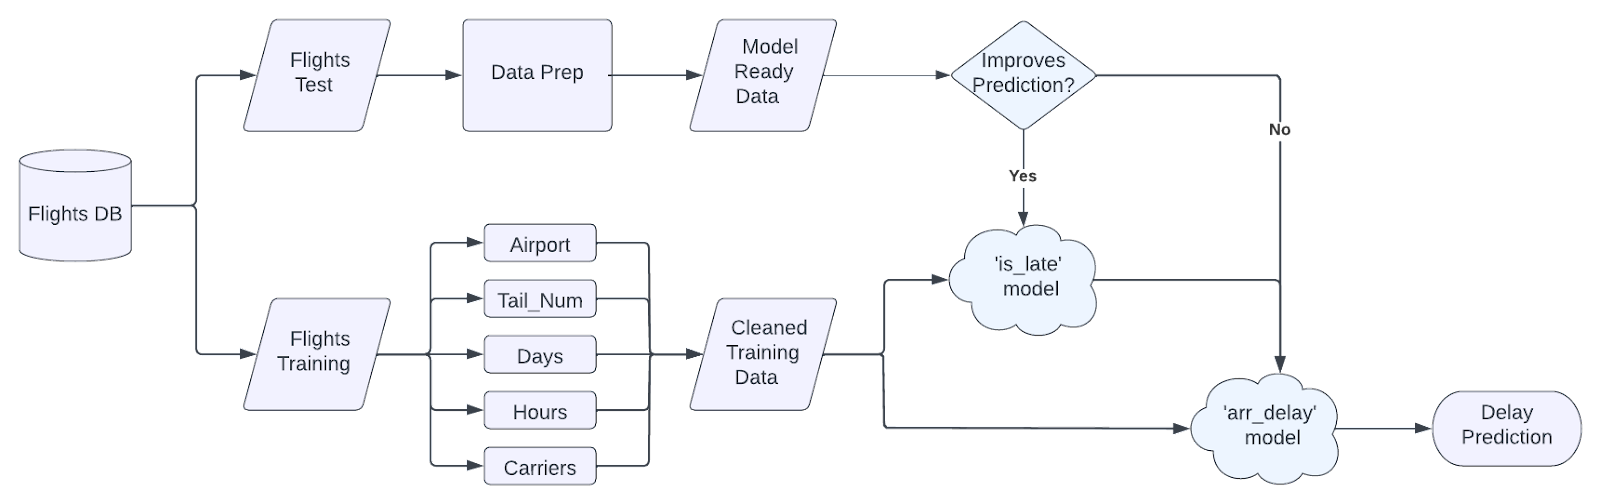 Flights
Test
Data Prep
Model
Ready
Data
Improves
Prediction?
No
Yes
Flights DB
Airport
Tail_Num
Days
Hours
Carriers
Flights
Training
Cleaned
Training
Data
'is_late'
model
'arr_delay'
model
Delay
Prediction